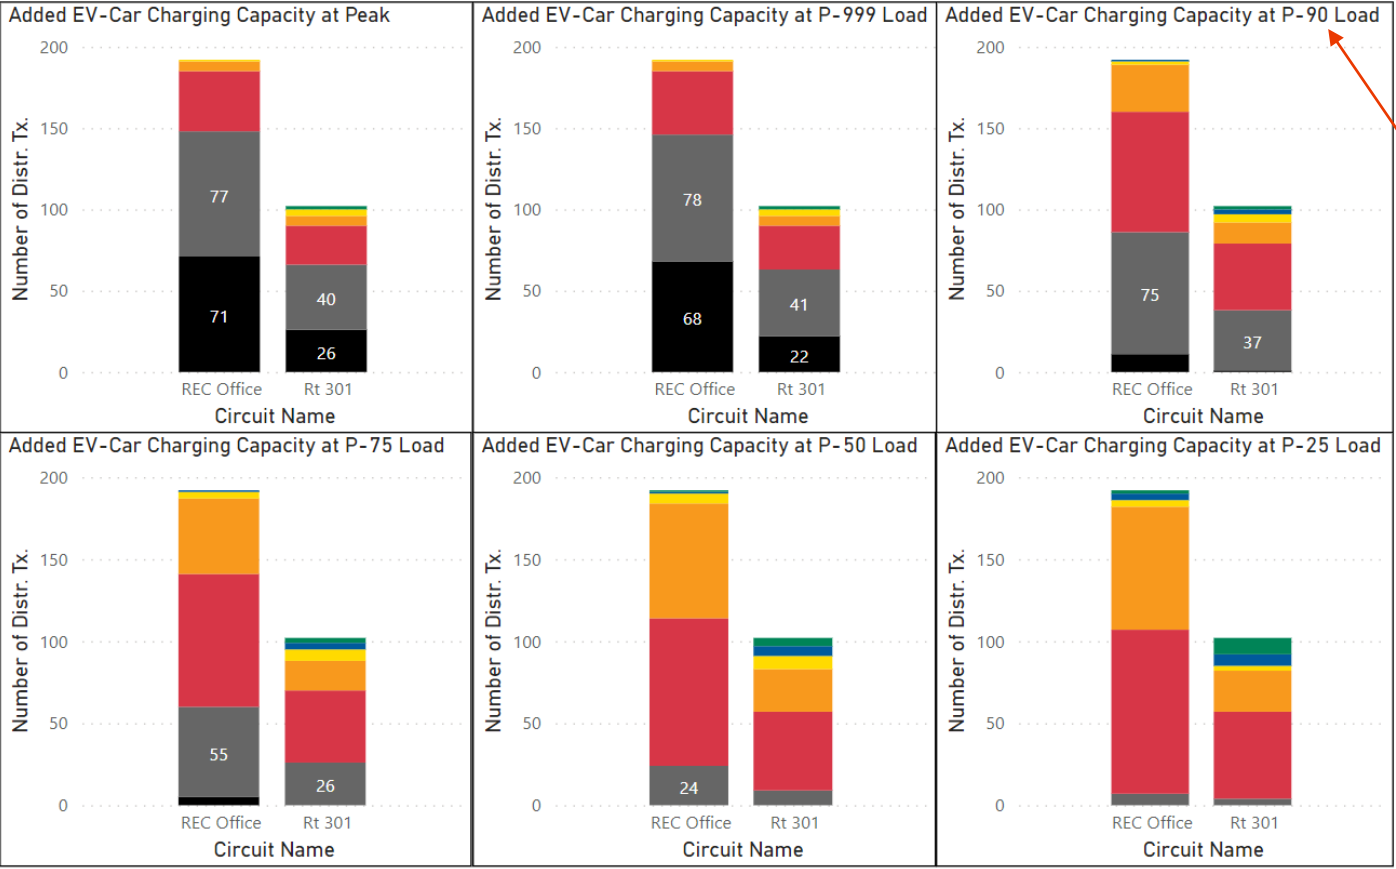 Added EV-Car Charging Capacity at Peak
Number of Distr. Tx.
200
150
100
50
0
77
71
40
26
REC Office
Rt 301
Circuit Name
Added EV-Car Charging Capacity at P-999 Load
Number of Distr. Tx.
200
150
100
50
0
78
68
41
22
REC Office
Rt 301
Circuit Name
Added EV-Car Charging Capacity at P-90 Load
Number of Distr. Tx.
200
150
100
50
0
75
37
REC Office
Rt 301
Circuit Name
Added EV-Car Charging Capacity at P-75 Load
Number of Distr. Tx.
200
150
100
50
0
55
26
REC Office
Rt 301
Circuit Name
Added EV-Car Charging Capacity at P-50 Load
Number of Distr. Tx.
200
150
100
50
0
24
REC Office
Rt 301
Circuit Name
Added EV-Car Charging Capacity at P-25 Load
Number of Distr. Tx.
200
150
100
50
0
REC Office
Rt 301
Circuit Name